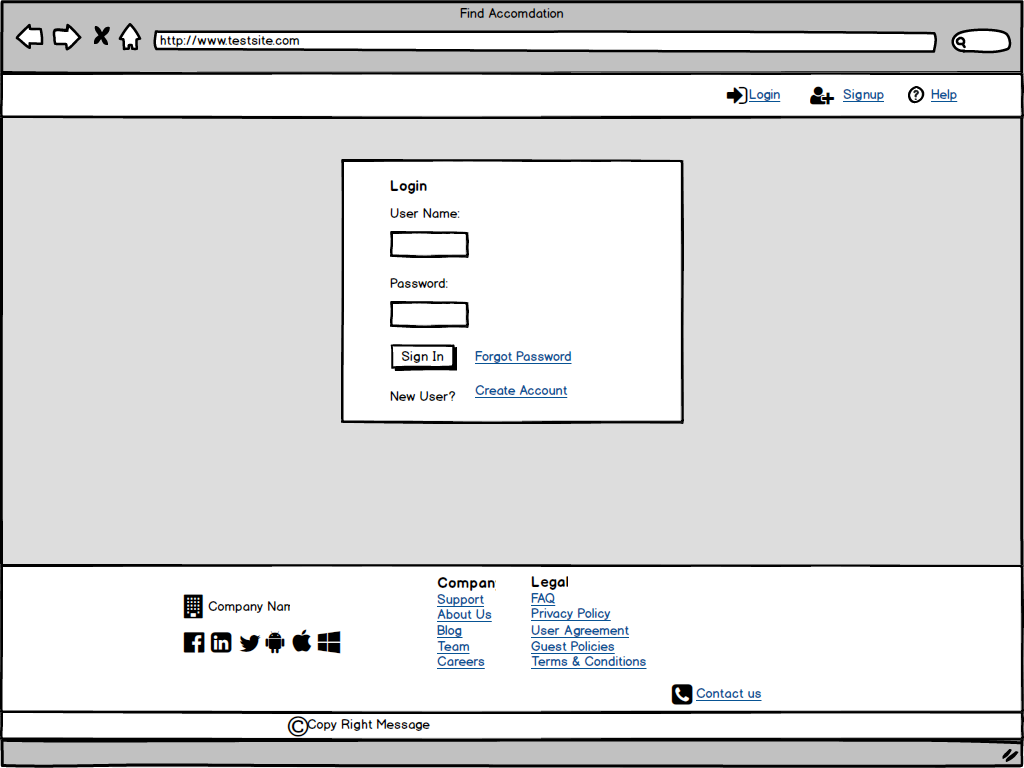 Find Accomdation
http://www.testsite.com
Login Signup Help
Login
User Name:
Password:
Sign In Forgot Password
New User? Create Account
Company Nam
Compan
Support
About Us
Blog
Team
Careers
Legal
FAQ
Privacy Policy
User Agreement
Guest Policies
Terms & Conditions
Contact us
© Copy Right Message